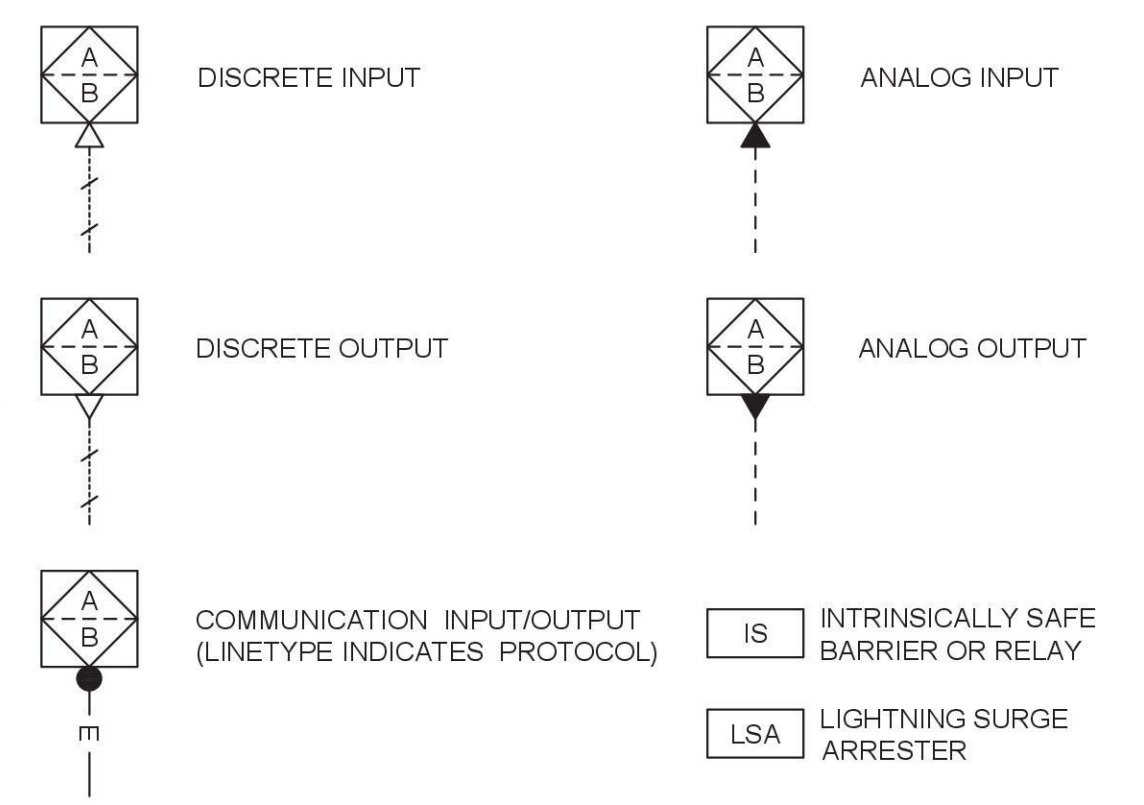 A
B
DISCRETE INPUT
A
B
ANALOG INPUT
A
B
DISCRETE OUTPUT
A
B
ANALOG OUTPUT
A
B
COMMUNICATION INPUT/OUTPUT
(LINETYPE INDICATES PROTOCOL)
E
IS
INTRINSICALLY SAFE
BARRIER OR RELAY
LSA
LIGHTNING SURGE
ARRESTER